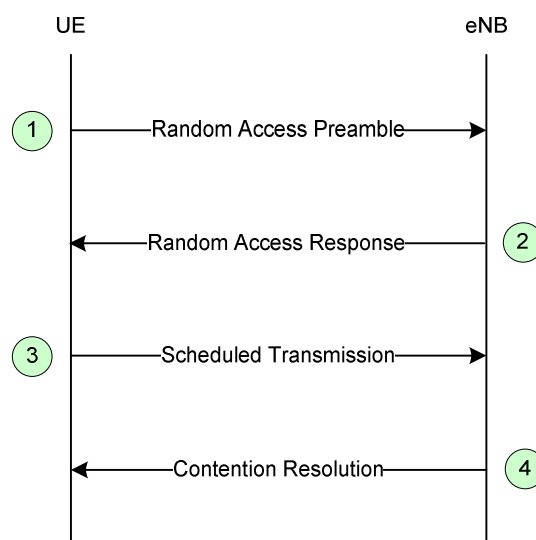 UE eNB
1 Random Access Preamble
Random Access Response 2
3 Scheduled Transmission
Contention Resolution 4